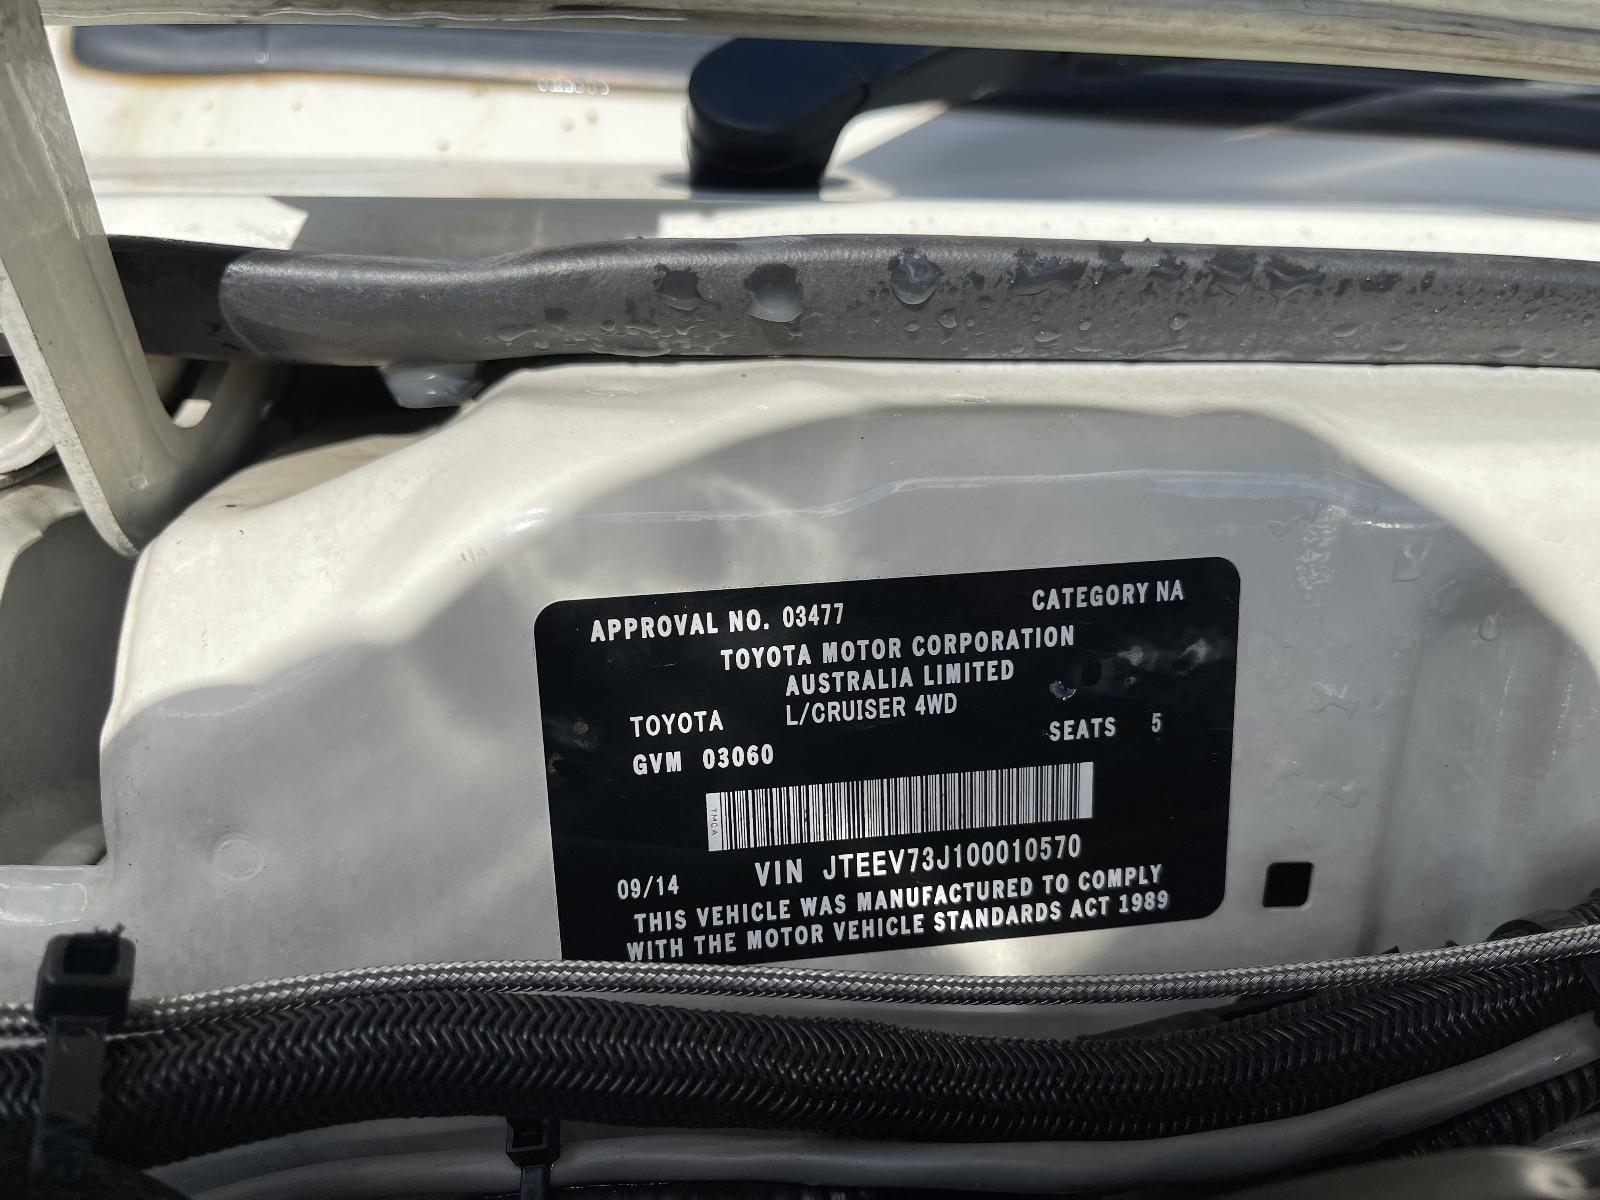 APPROVAL NO. 03477 CATEGORY NA
TOYOTA MOTOR CORPORATION
AUSTRALIA LIMITED
TOYOTA L/CRUISER 4WD
GVM 03060 SEATS 5
TMCA
VIN JTEEV73J100010570
09/14
THIS VEHICLE WAS MANUFACTURED TO COMPLY
WITH THE MOTOR VEHICLE STANDARDS ACT 1989